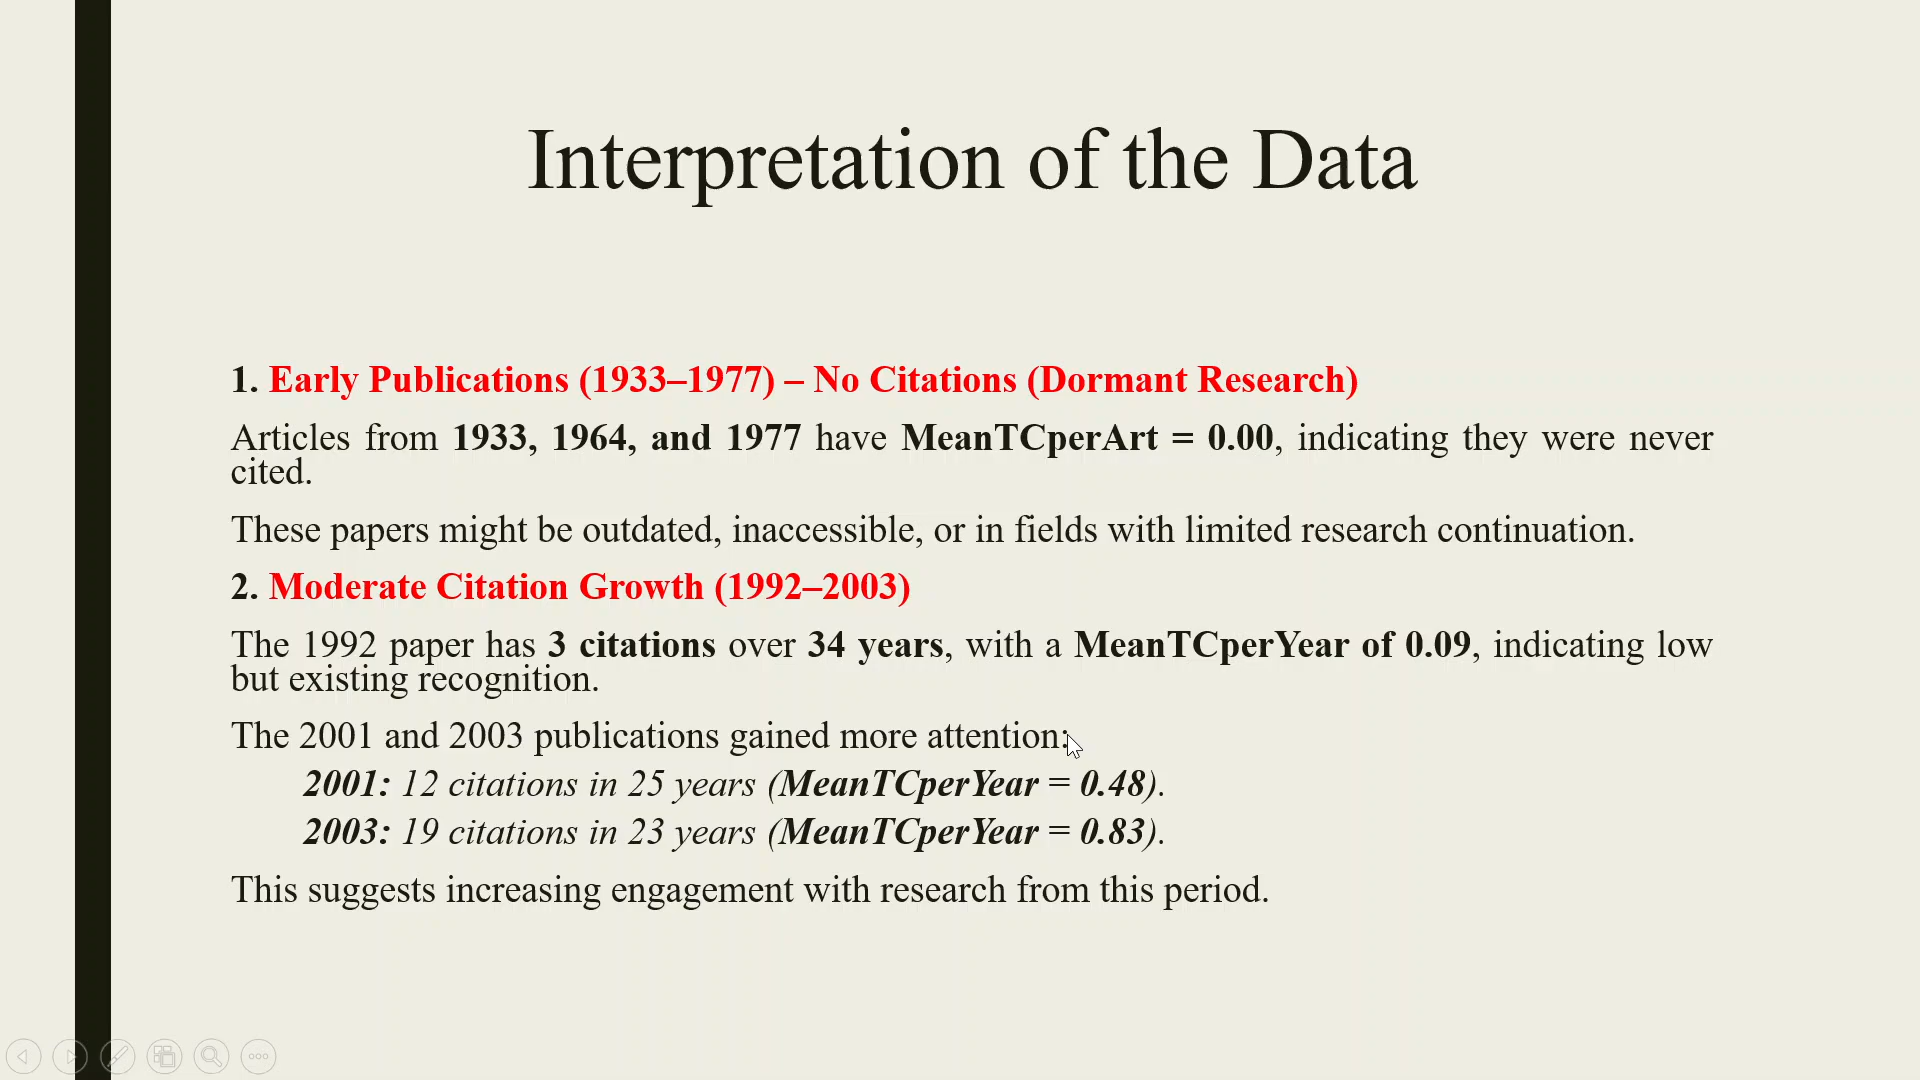 Interpretation of the Data
1. Early Publications (1933–1977) – No Citations (Dormant Research)
Articles from 1933, 1964, and 1977 have MeanTCperArt = 0.00, indicating they were never
cited.
These papers might be outdated, inaccessible, or in fields with limited research continuation.
2. Moderate Citation Growth (1992–2003)
The 1992 paper has 3 citations over 34 years, with a MeanTCperYear of 0.09, indicating low
but existing recognition.
The 2001 and 2003 publications gained more attention:
2001: 12 citations in 25 years (MeanTCperYear = 0.48).
2003: 19 citations in 23 years (MeanTCperYear = 0.83).
This suggests increasing engagement with research from this period.